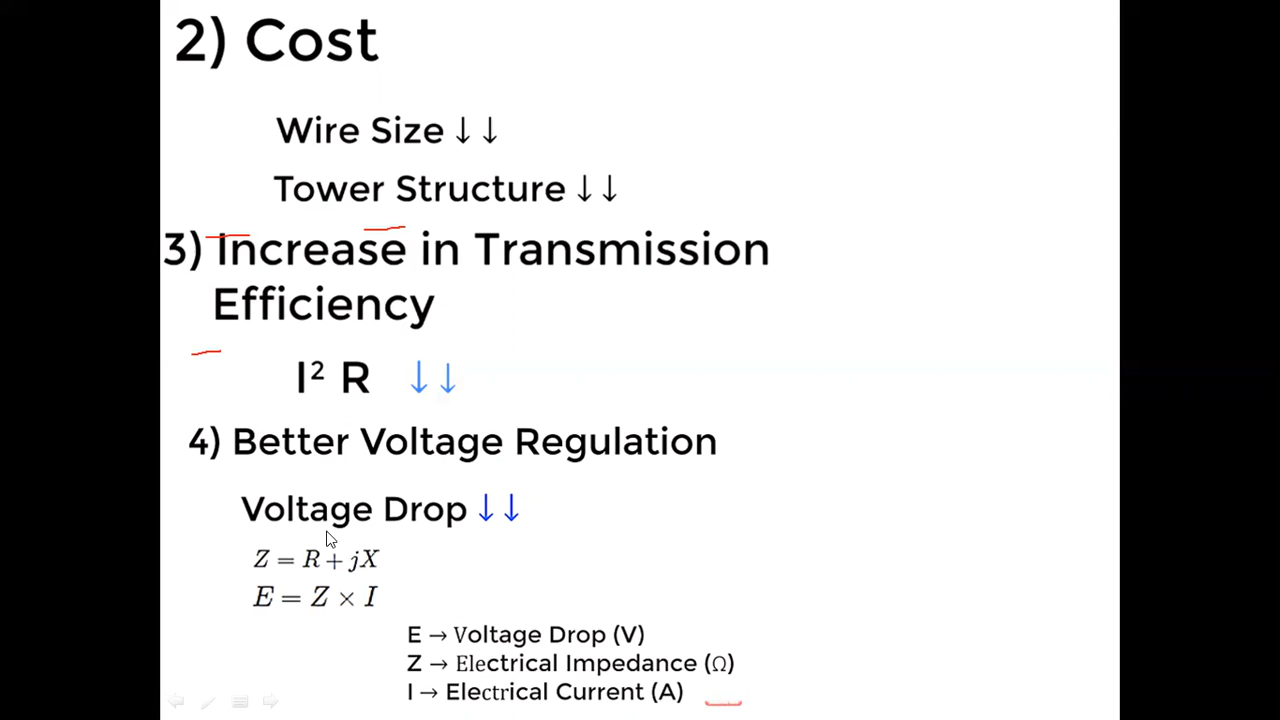 2) Cost
Wire Size ↓↓
Tower Structure ↓↓
3) Increase in Transmission
Efficiency
I² R ↓↓
4) Better Voltage Regulation
Voltage Drop ↓↓
Z = R + jX
E = Z × I
E → Voltage Drop (V)
Z → Electrical Impedance (Ω)
I → Electrical Current (A)